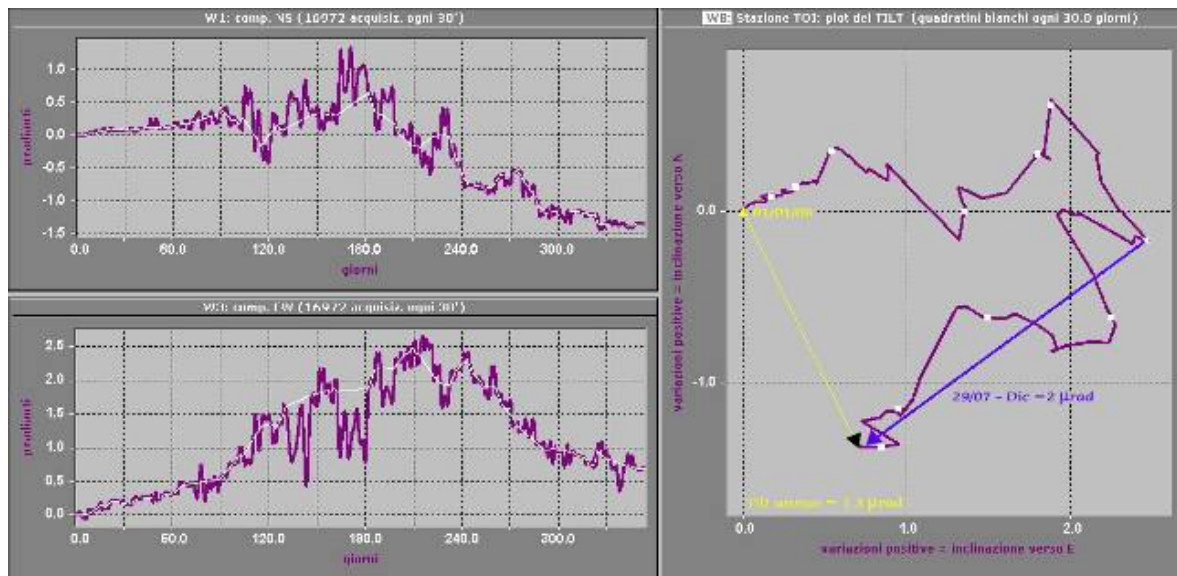 W1: comp. NS (16972 acquisiz. ogni 30')
1.0
0.5
0.0
-0.5
-1.0
-1.5
0.0 60.0 120.0 180.0 240.0 300.0
giorni
comp. EW (16972 acquisiz. ogni 30')
2.5
2.0
1.5
1.0
0.5
0.0
0.0 60.0 120.0 180.0 240.0 300.0
giorni
W8: Stazione TOI: plot del TILT (quadratini bianchi ogni 30.0 giorni)
variazioni positive = inclinazione verso N
0.0
-1.0
29/07 - Dic =2 µrad
µrad
0.0 1.0 2.0
variazioni positive = inclinazione verso E